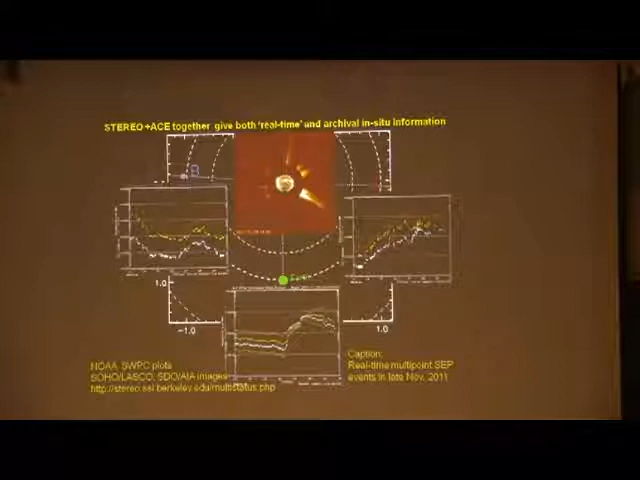 STEREO+ACE together give both 'real-time' and archival in-situ information
B
1.0
-1.0
1.0
NOAA SWPC plots
SOHO/LASCO, SDO/AIA images
http://stereo.ssl.berkeley.edu/multistatus.php
Caption:
Real-time multipoint SEP
events in late Nov. 2011